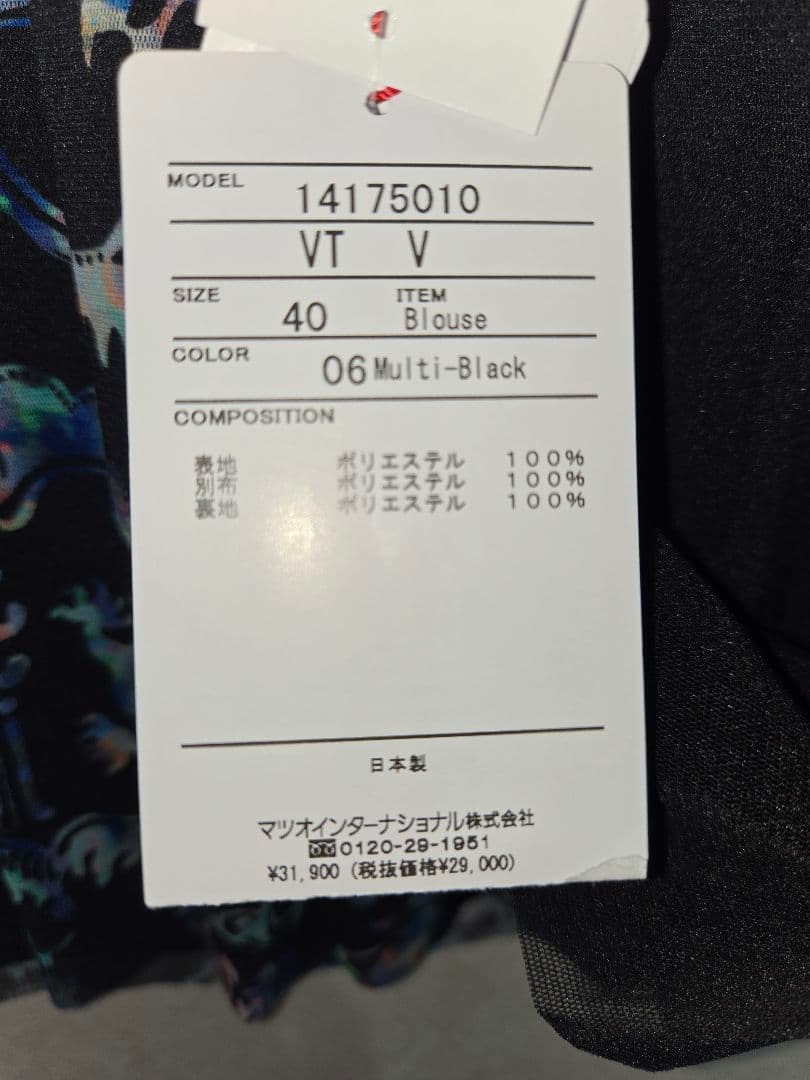 MODEL 14175010
VT V
SIZE 40 ITEM Blouse
COLOR 06 Multi-Black
COMPOSITION
表地 ポリエステル 100%
別布 ポリエステル 100%
裏地 ポリエステル 100%
日本製
マツオインターナショナル株式会社
0120-29-1951
¥31,900 (税抜価格¥29,000)